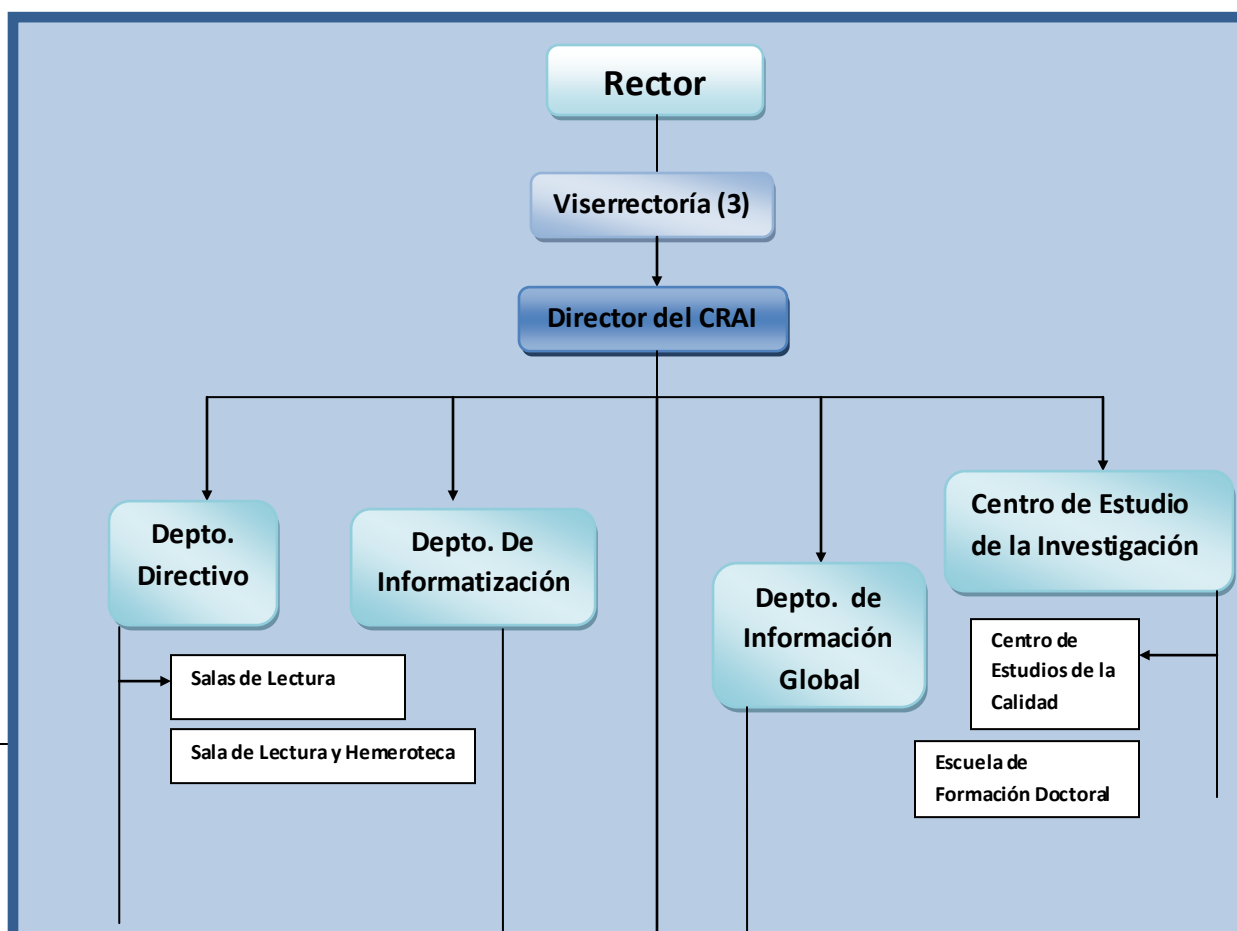 Rector
Viserrectoría (3)
Director del CRAI
Depto.
Directivo
Depto. De
Informatización
Depto. de
Información
Global
Centro de Estudio
de la Investigación
Salas de Lectura
Sala de Lectura y Hemeroteca
Centro de
Estudios de la
Calidad
Escuela de
Formación Doctoral